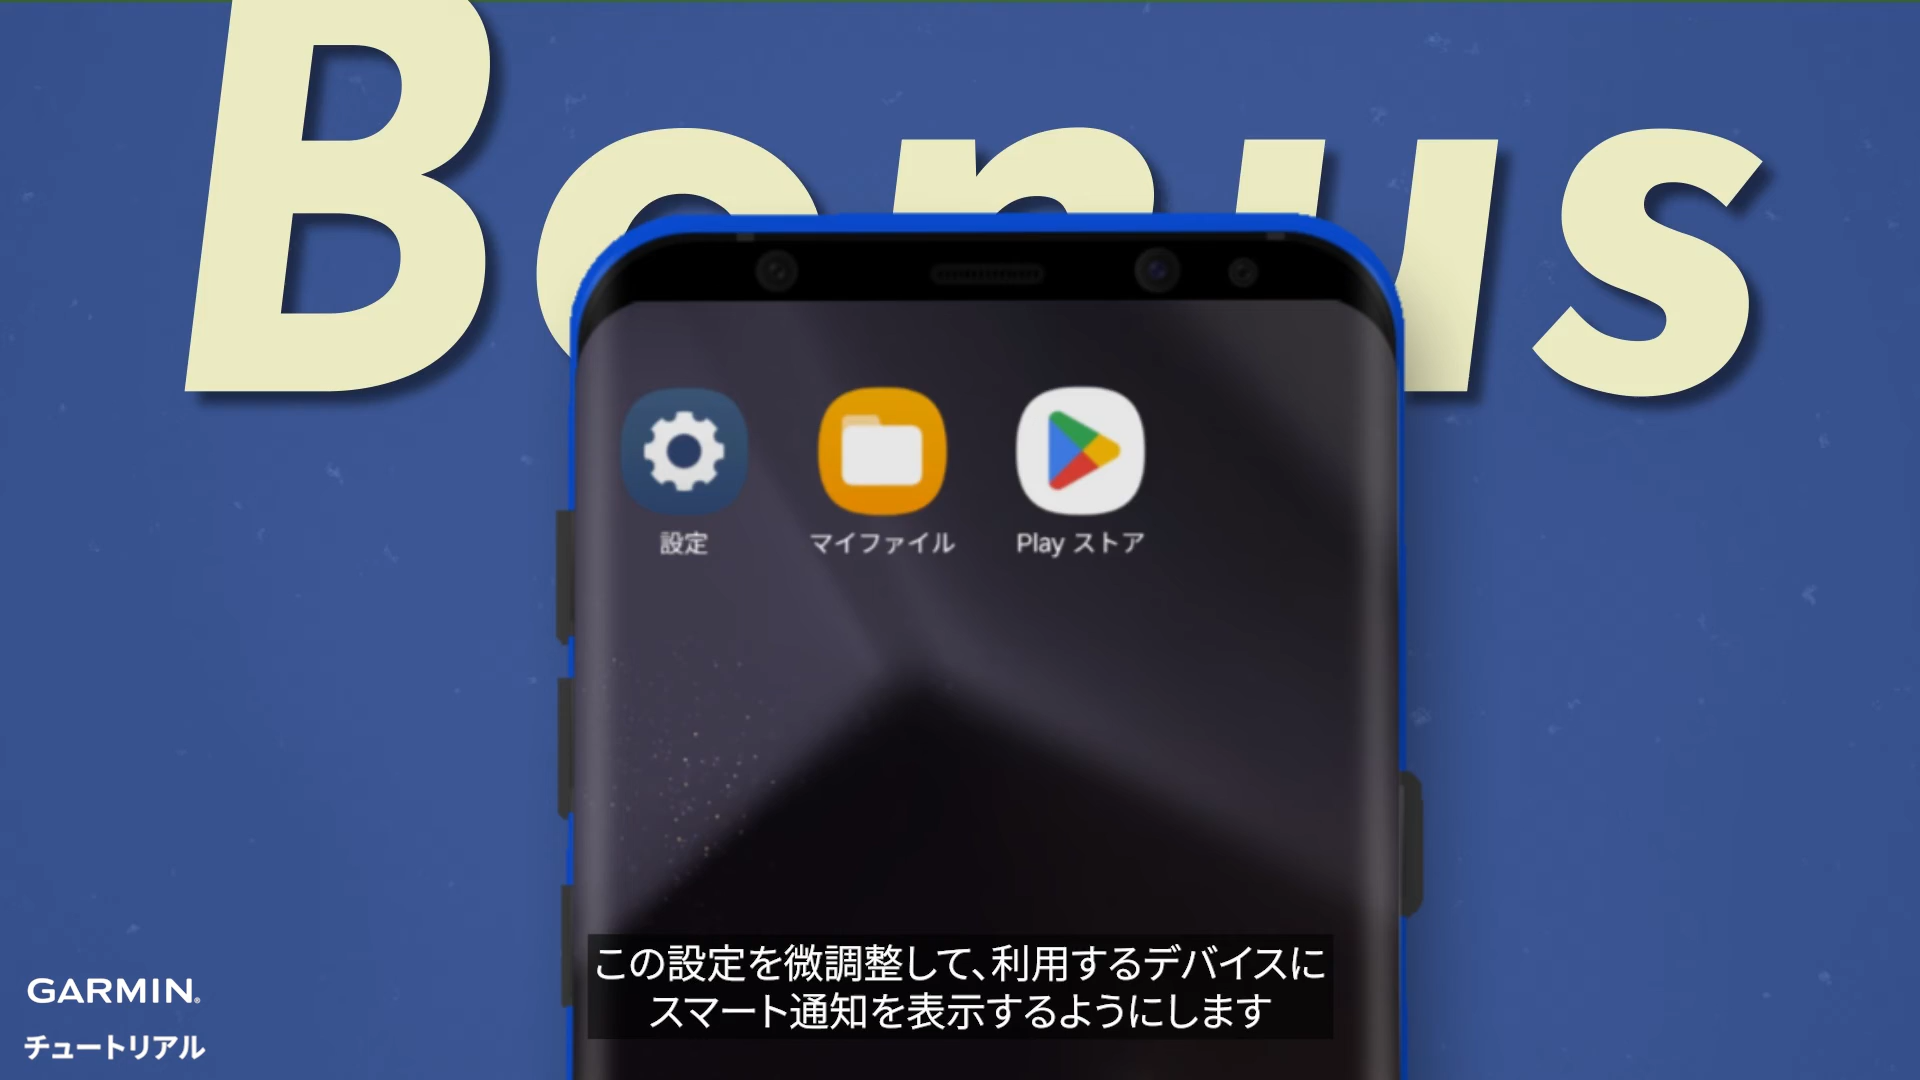 Bonus
設定
マイファイル
Play ストア
この設定を微調整して、利用するデバイスに
スマート通知を表示するようにします
GARMIN®
チュートリアル